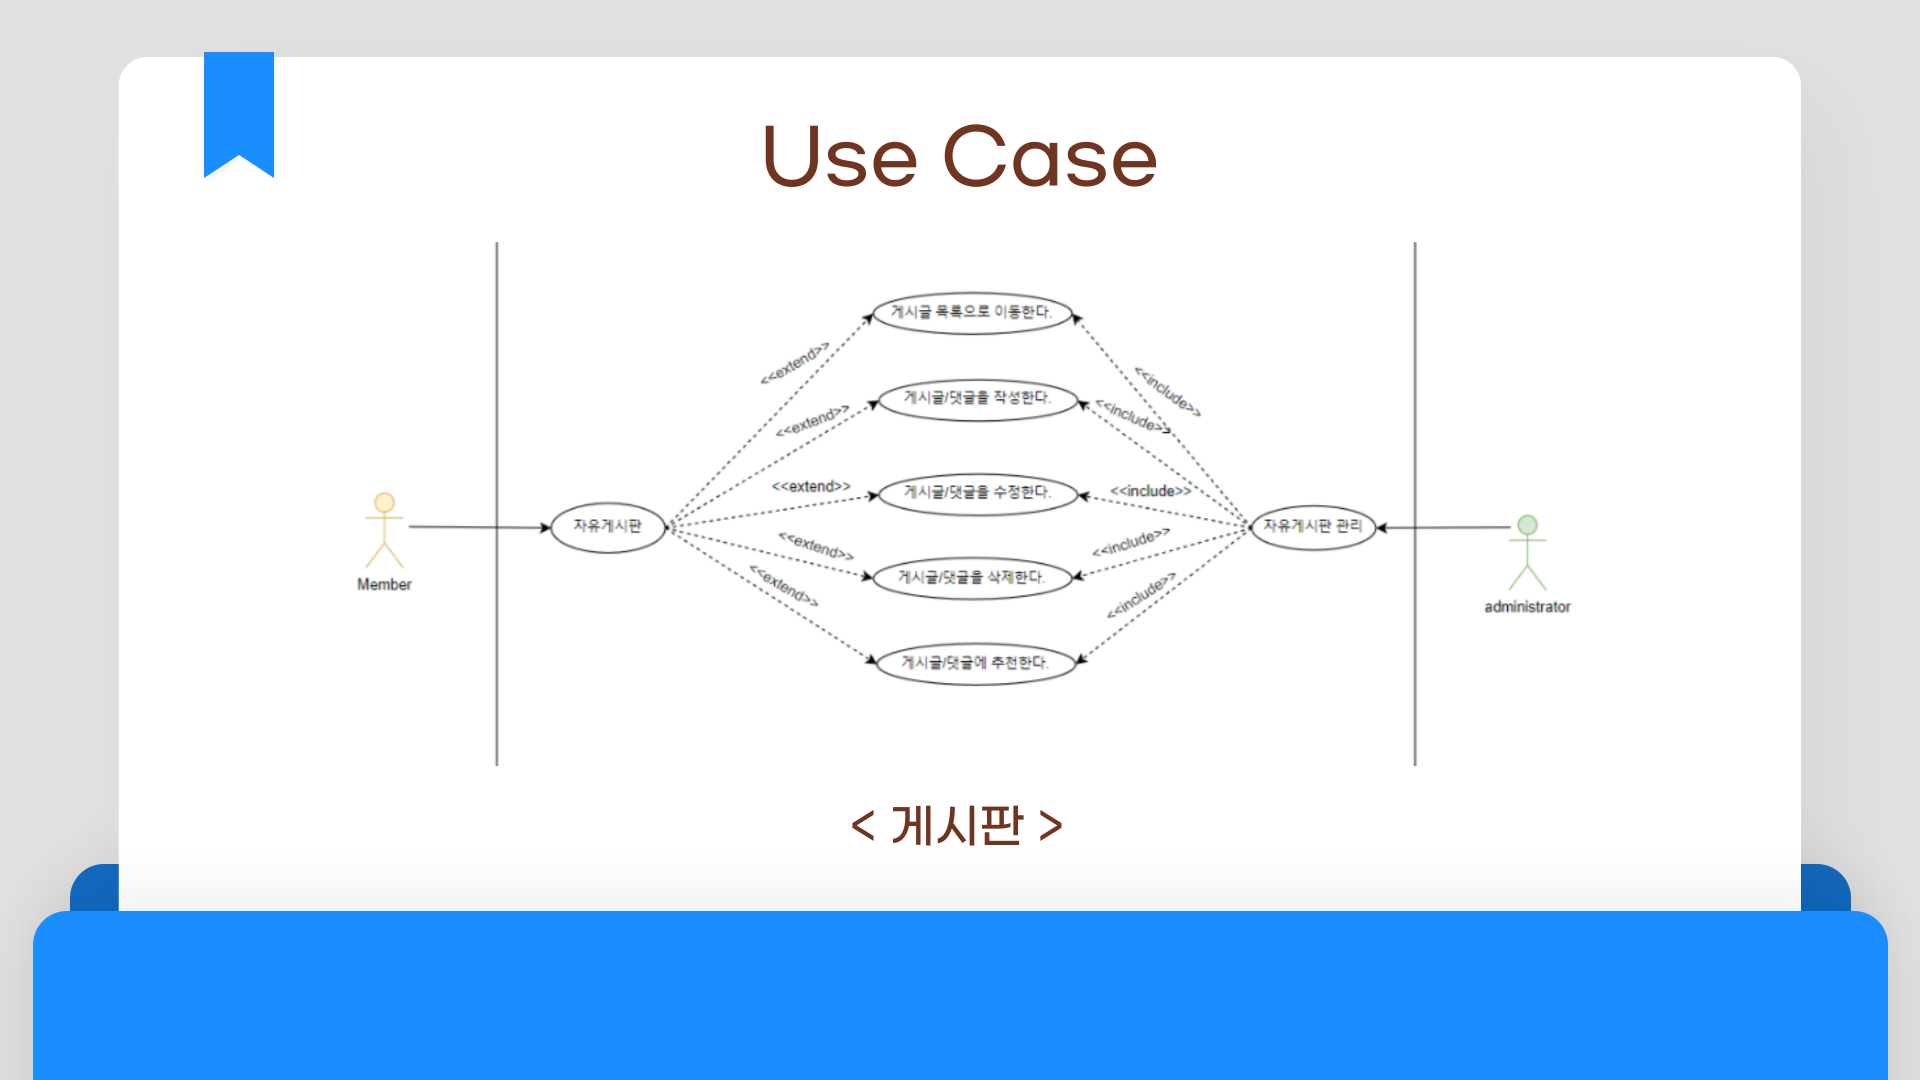 Use Case
게시글 목록으로 이동한다.
<<extend>>
<<include>>
게시글/댓글을 작성한다.
<<extend>>
<<include>>
<<extend>>
게시글/댓글을 수정한다.
<<include>>
자유게시판
자유게시판 관리
<<extend>>
<<include>>
게시글/댓글을 삭제한다.
<<extend>>
<<include>>
Member
administrator
게시글/댓글에 추천한다.
< 게시판 >